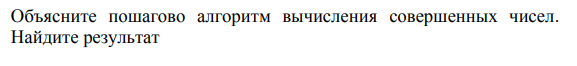 Объясните пошагово алгоритм вычисления совершенных чисел.
Найдите результат